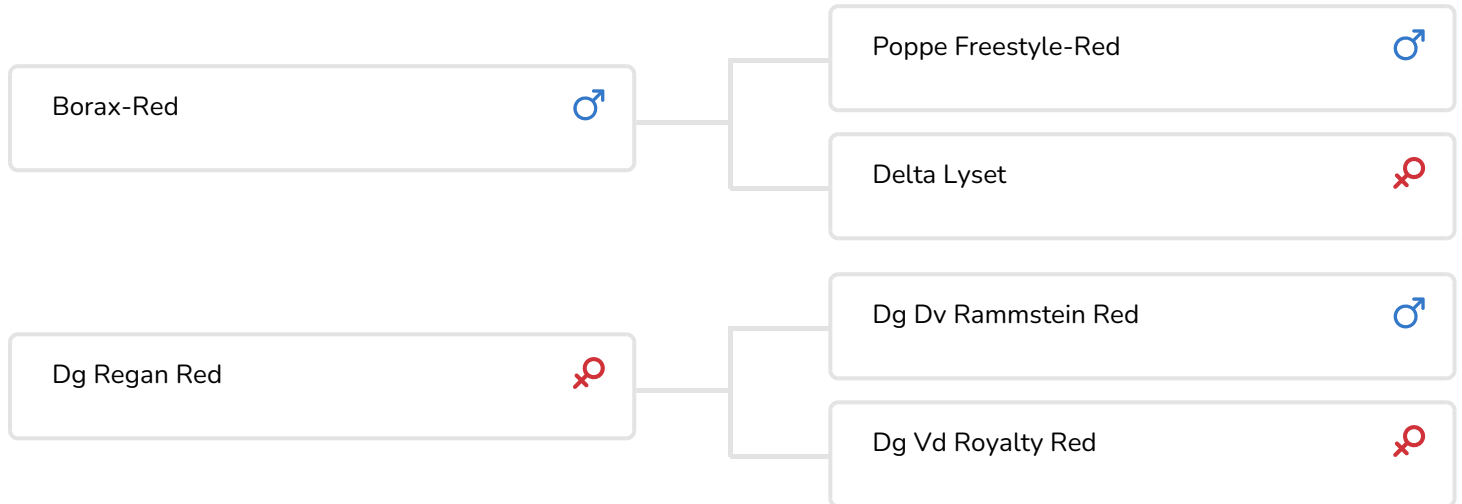 Poppe Freestyle-Red
Borax-Red
Delta Lyset
Dg Dv Rammstein Red
Dg Regan Red
Dg Vd Royalty Red